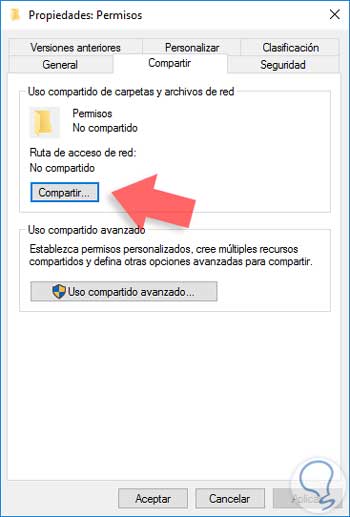 Propiedades: Permisos
Versiones anteriores
Personalizar
Clasificación
General
Compartir
Seguridad
Uso compartido de carpetas y archivos de red
Permisos
No compartido
Ruta de acceso de red:
No compartido
Compartir...
Uso compartido avanzado
Establezca permisos personalizados, cree múltiples recursos
compartidos y defina otras opciones avanzadas para compartir.
Uso compartido avanzado...
Aceptar
Cancelar
Aplicar